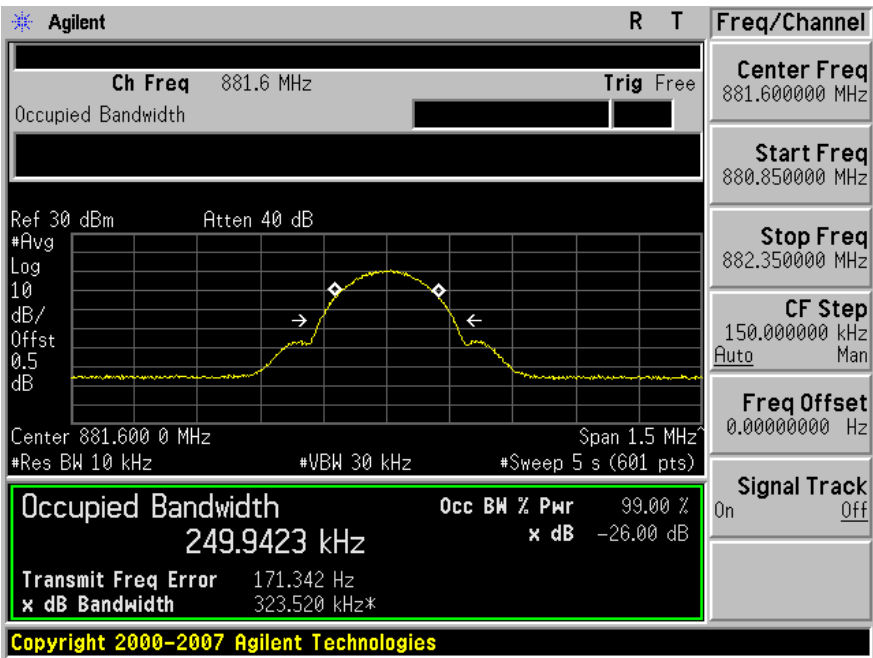 Agilent R T Freq/Channel
Ch Freq 881.6 MHz Trig Free
Occupied Bandwidth
Center Freq
881.600000 MHz
Start Freq
880.850000 MHz
Stop Freq
882.350000 MHz
CF Step
150.000000 kHz
Auto Man
Freq Offset
0.00000000 Hz
Signal Track
On Off
Ref 30 dBm Atten 40 dB
#Avg
Log
10
dB/
Offst
0.5
dB
Center 881.600 0 MHz Span 1.5 MHz^
#Res BW 10 kHz #VBW 30 kHz #Sweep 5 s (601 pts)
Occupied Bandwidth Occ BW % Pwr 99.00 %
249.9423 kHz x dB -26.00 dB
Transmit Freq Error 171.342 Hz
x dB Bandwidth 323.520 kHz*
Copyright 2000-2007 Agilent Technologies